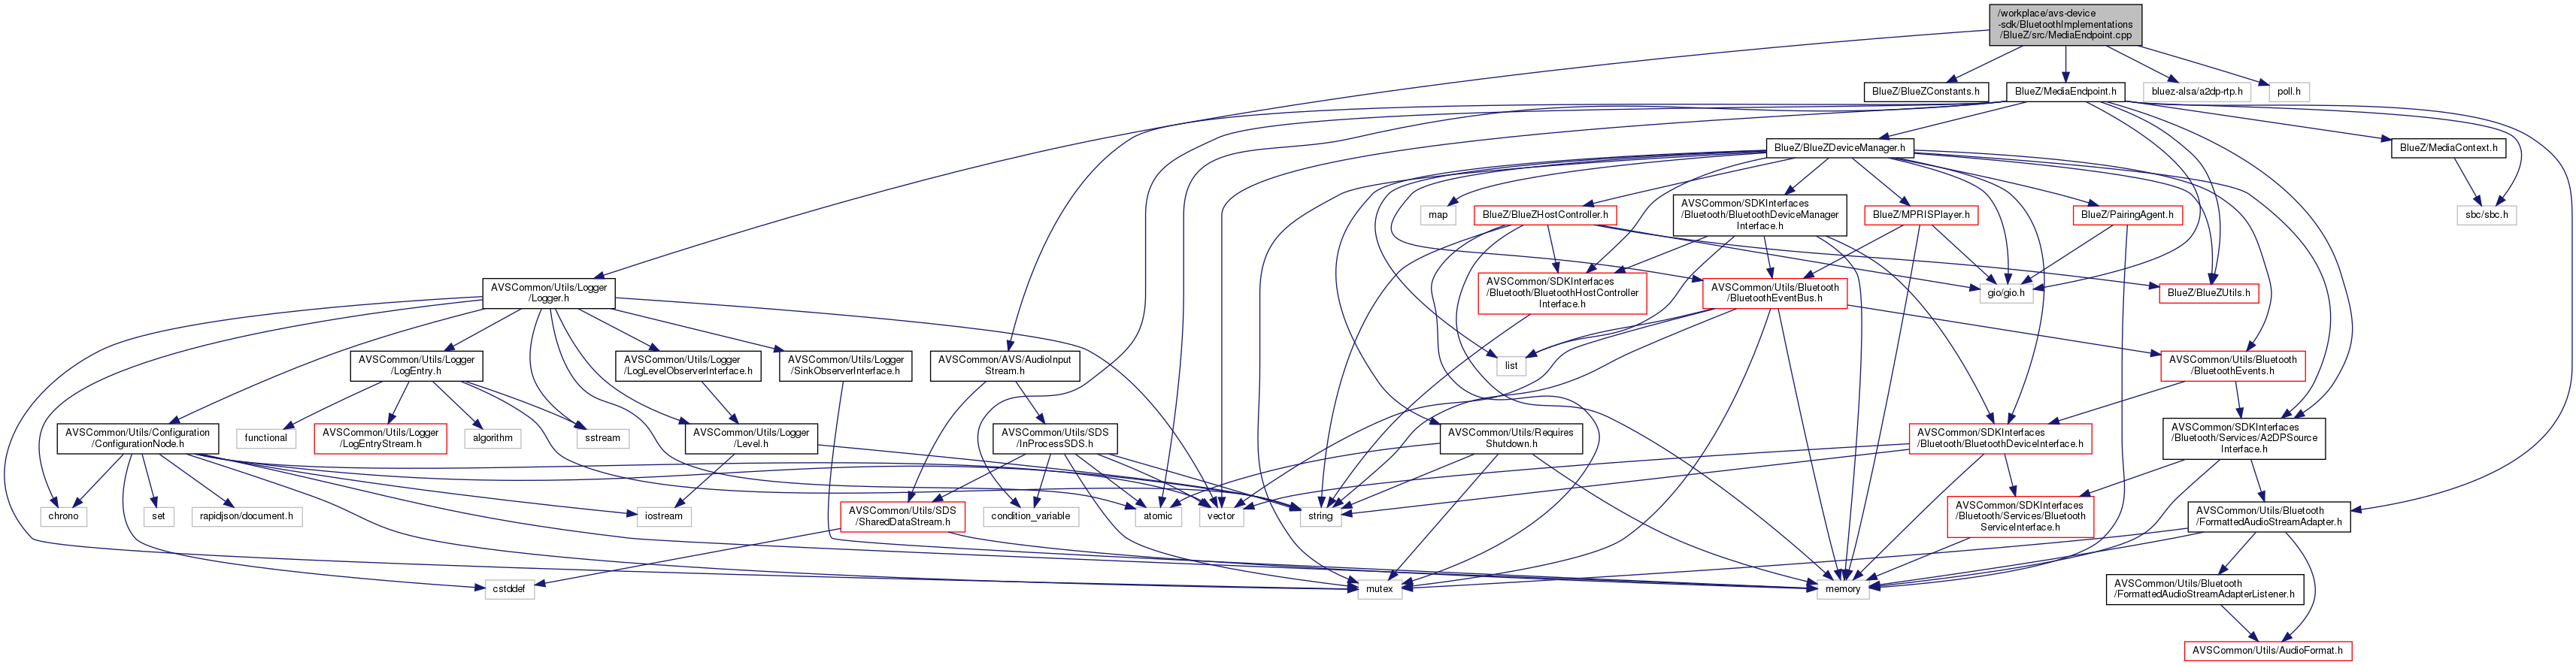 /workplace/avs-device
-sdk/BluetoothImplementations
/BlueZ/src/MediaEndpoint.cpp
BlueZ/BlueZConstants.h
BlueZ/MediaEndpoint.h
bluez-alsa/a2dp-rtp.h
poll.h
BlueZ/BlueZDeviceManager.h
BlueZ/MediaContext.h
map
BlueZ/BlueZHostController.h
AVSCommon/SDKInterfaces
/Bluetooth/BluetoothDeviceManager
Interface.h
BlueZ/MPRISPlayer.h
BlueZ/PairingAgent.h
sbc/sbc.h
AVSCommon/Utils/Logger
/Logger.h
AVSCommon/SDKInterfaces
/Bluetooth/BluetoothHostController
Interface.h
AVSCommon/Utils/Bluetooth
/BluetoothEventBus.h
gio/gio.h
BlueZ/BlueZUtils.h
AVSCommon/Utils/Logger
/LogEntry.h
AVSCommon/Utils/Logger
/LogLevelObserverInterface.h
AVSCommon/Utils/Logger
/SinkObserverInterface.h
AVSCommon/AVS/AudioInput
Stream.h
list
AVSCommon/Utils/Bluetooth
/BluetoothEvents.h
AVSCommon/Utils/Configuration
/ConfigurationNode.h
functional
AVSCommon/Utils/Logger
/LogEntryStream.h
algorithm
sstream
AVSCommon/Utils/Logger
/Level.h
AVSCommon/Utils/SDS
/InProcessSDS.h
AVSCommon/Utils/Requires
Shutdown.h
AVSCommon/SDKInterfaces
/Bluetooth/BluetoothDeviceInterface.h
AVSCommon/SDKInterfaces
/Bluetooth/Services/A2DPSource
Interface.h
chrono
set
rapidjson/document.h
iostream
AVSCommon/Utils/SDS
/SharedDataStream.h
condition_variable
atomic
vector
string
AVSCommon/SDKInterfaces
/Bluetooth/Services/Bluetooth
ServiceInterface.h
AVSCommon/Utils/Bluetooth
/FormattedAudioStreamAdapter.h
cstddef
mutex
memory
AVSCommon/Utils/Bluetooth
/FormattedAudioStreamAdapterListener.h
AVSCommon/Utils/AudioFormat.h